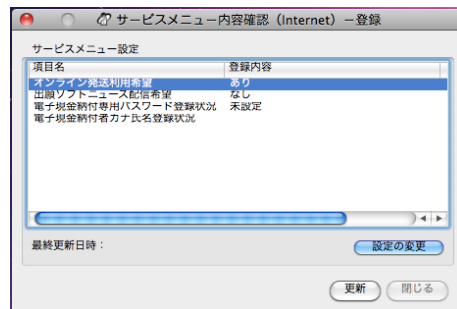 サービスメニュー内容確認（Internet）－登録
サービスメニュー設定
項目名 登録内容
オンライン発送利用希望 あり
出願ソフトニュース配信希望 なし
電子現金納付専用パスワード登録状況 未設定
電子現金納付者カナ氏名登録状況
最終更新日時：
設定の変更
更新 閉じる